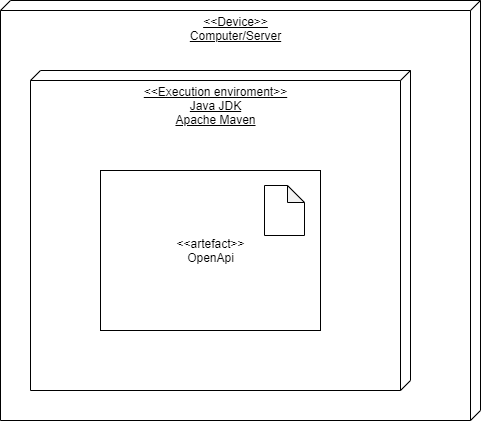 <<Device>>
Computer/Server
<<Execution enviroment>>
Java JDK
Apache Maven
<<artefact>>
OpenApi